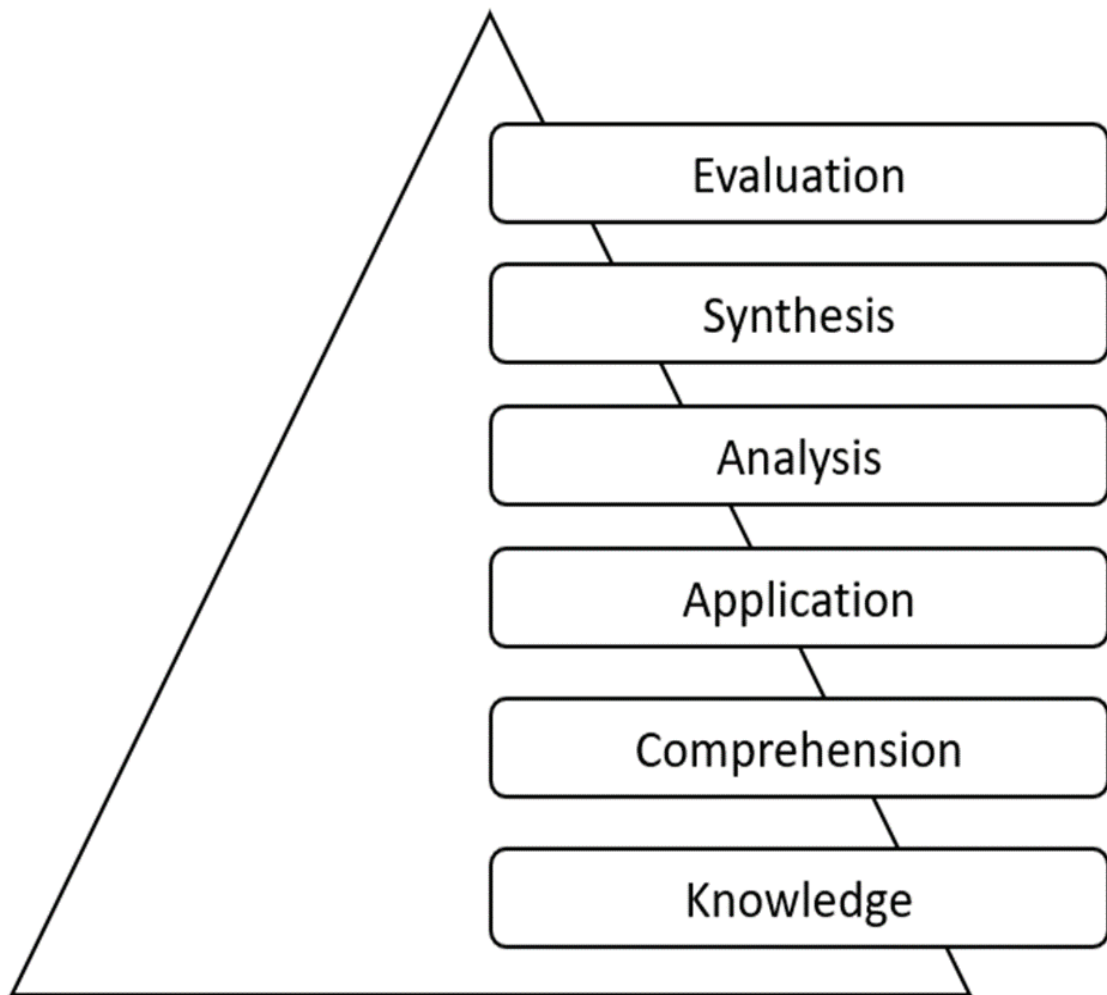 Evaluation
Synthesis
Analysis
Application
Comprehension
Knowledge